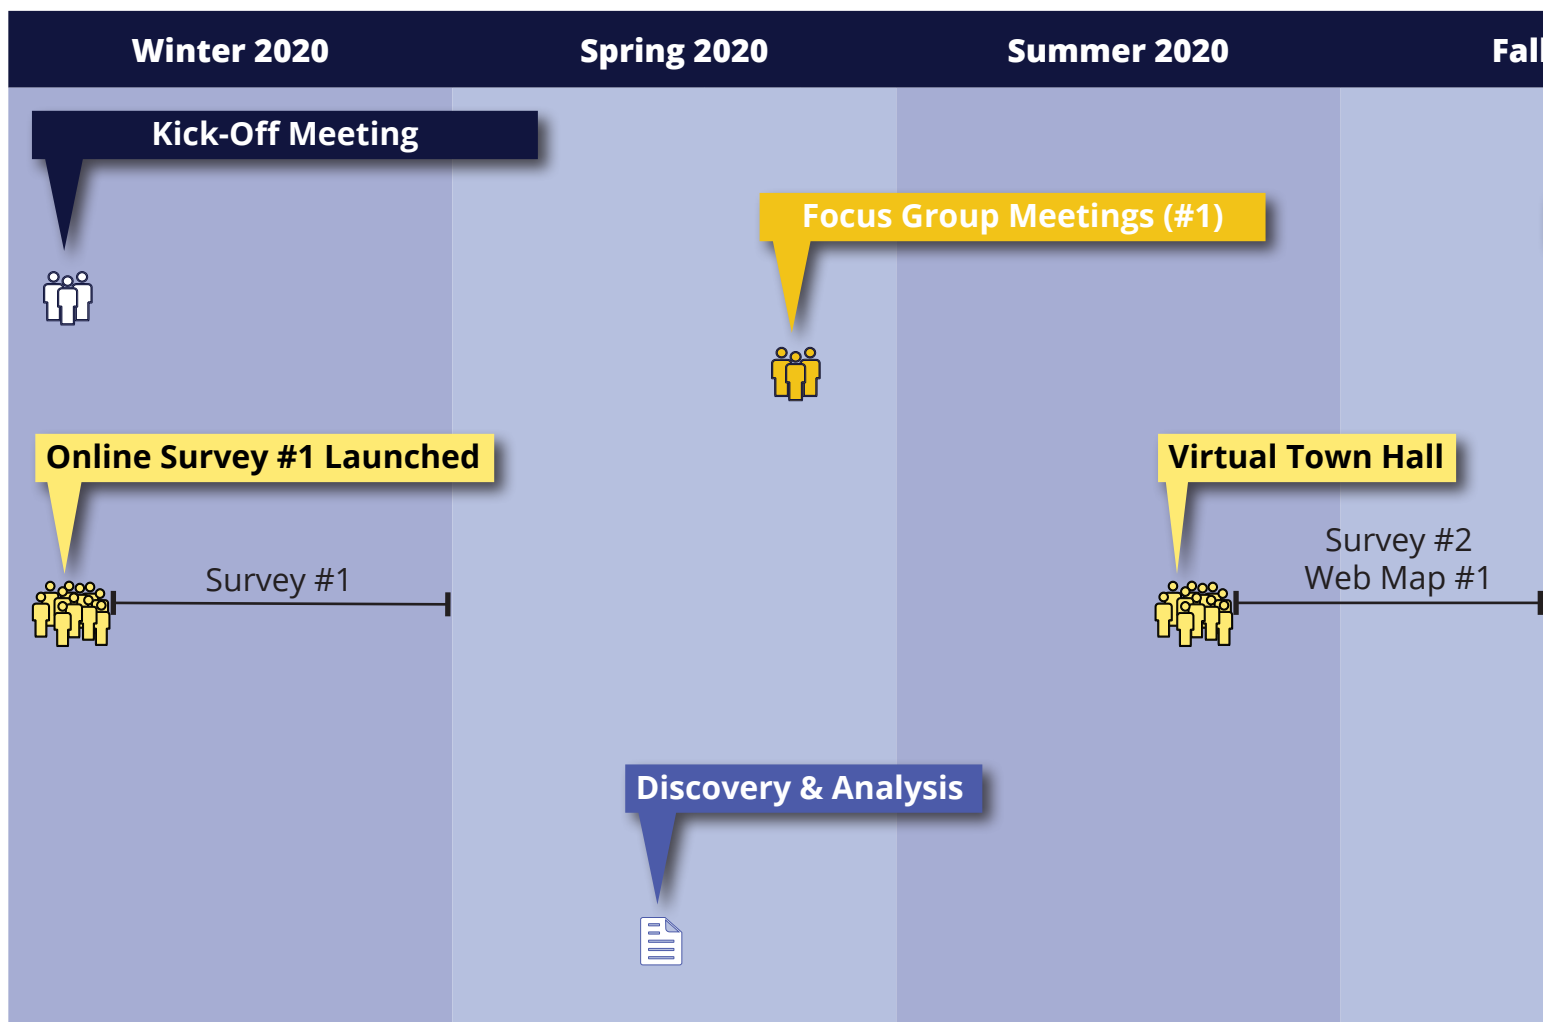 Winter 2020
Spring 2020
Summer 2020
Fall
Kick-Off Meeting
Focus Group Meetings (#1)
Online Survey #1 Launched
Virtual Town Hall
Survey #1
Survey #2
Web Map #1
Discovery & Analysis